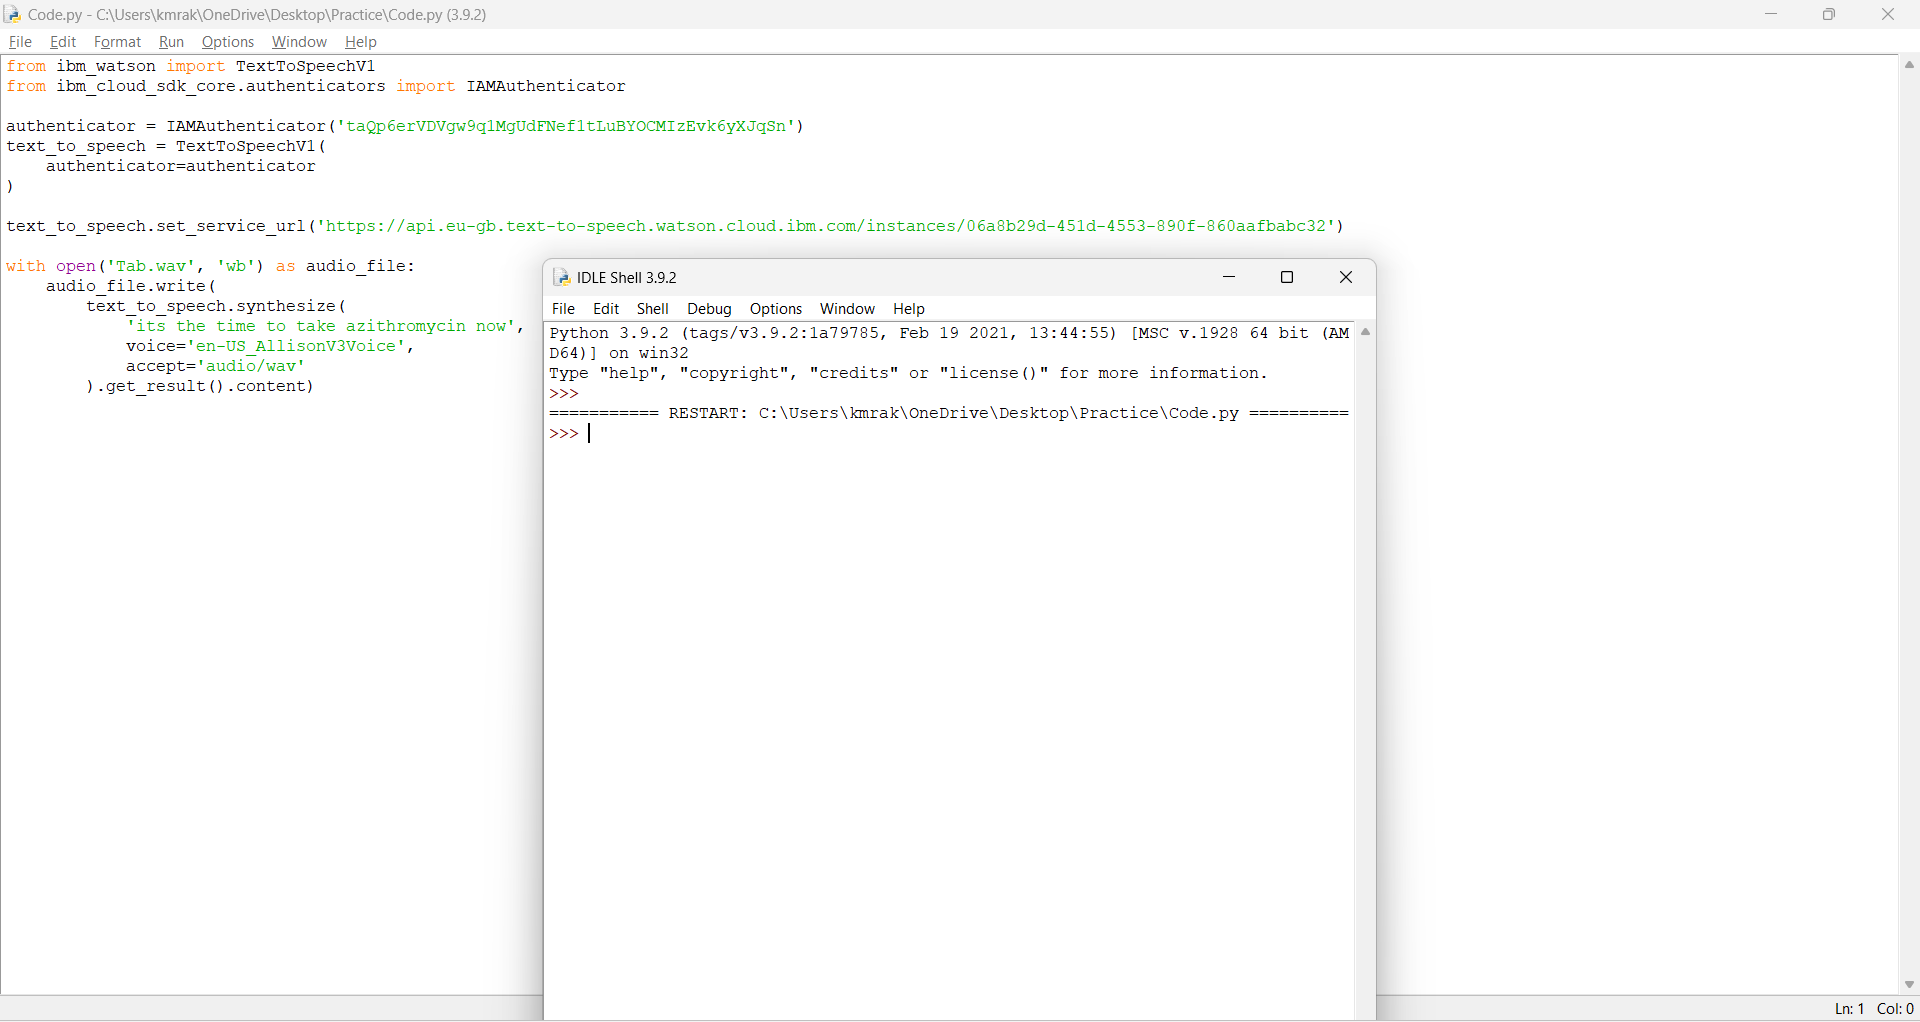 Code.py - C:\Users\kmrak\OneDrive\Desktop\Practice\Code.py (3.9.2)
File Edit Format Run Options Window Help
from ibm_watson import TextToSpeechV1
from ibm_cloud_sdk_core.authenticators import IAMAuthenticator
authenticator = IAMAuthenticator('taQp6erVDVgw9q1MgUdFNef1tLuBYOCMIzEvk6yXJqSn')
text_to_speech = TextToSpeechV1(
    authenticator=authenticator
)
text_to_speech.set_service_url('https://api.eu-gb.text-to-speech.watson.cloud.ibm.com/instances/06a8b29d-451d-4553-890f-860aafbabc32')
with open('Tab.wav', 'wb') as audio_file:
    audio_file.write(
        text_to_speech.synthesize(
            'its the time to take azithromycin now',
            voice='en-US_AllisonV3Voice',
            accept='audio/wav'
        ).get_result().content)
IDLE Shell 3.9.2
File Edit Shell Debug Options Window Help
Python 3.9.2 (tags/v3.9.2:1a79785, Feb 19 2021, 13:44:55) [MSC v.1928 64 bit (AM
D64)] on win32
Type "help", "copyright", "credits" or "license()" for more information.
>>>
=========== RESTART: C:\Users\kmrak\OneDrive\Desktop\Practice\Code.py ==========
>>>
Ln: 1 Col: 0